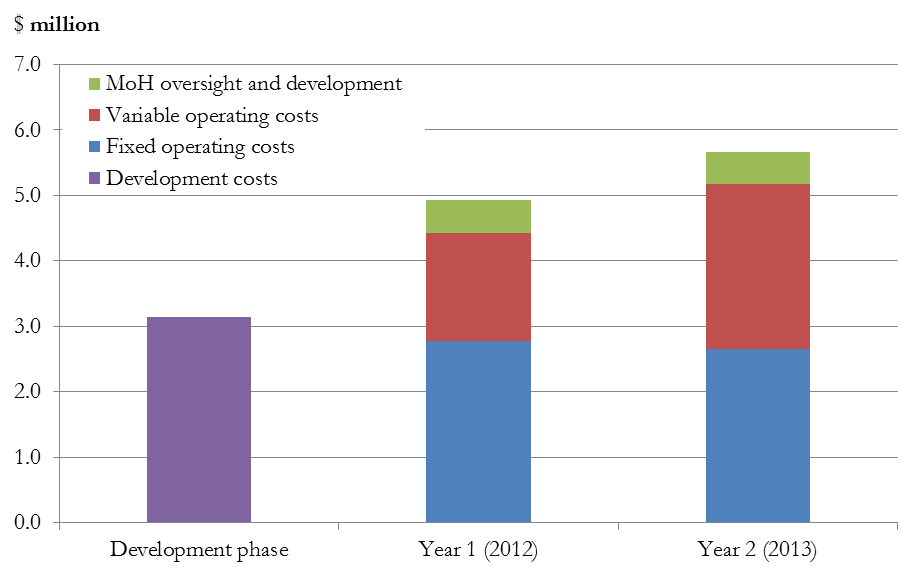 $ million
7.0
MoH oversight and development
Variable operating costs
6.0
Fixed operating costs
Development costs
5.0
4.0
3.0
2.0
1.0
0.0
Development phase
Year 1 (2012)
Year 2 (2013)